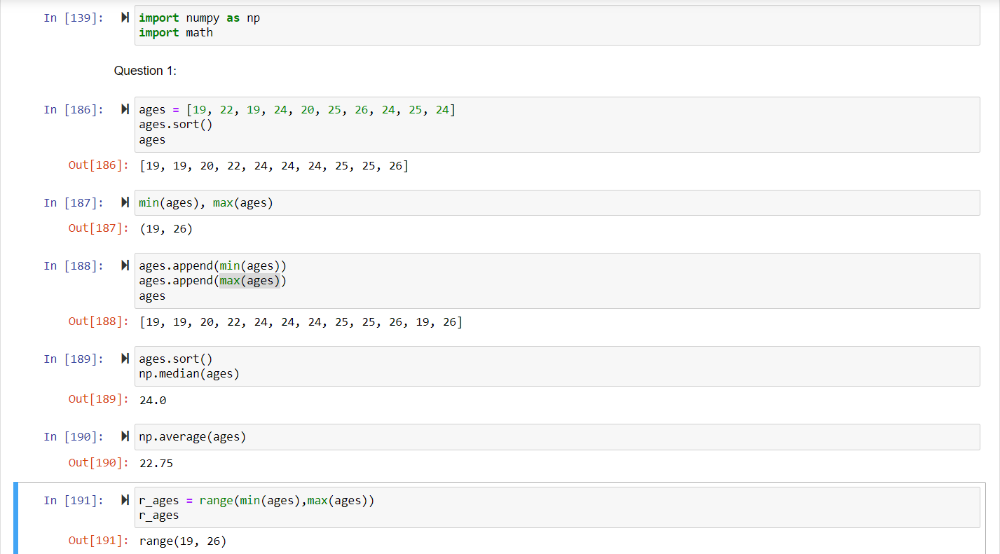 In [139]: import numpy as np
import math
Question 1:
In [186]: ages = [19, 22, 19, 24, 20, 25, 26, 24, 25, 24]
ages.sort()
ages
Out[186]: [19, 19, 20, 22, 24, 24, 24, 25, 25, 26]
In [187]: min(ages), max(ages)
Out[187]: (19, 26)
In [188]: ages.append(min(ages))
ages.append(max(ages))
ages
Out[188]: [19, 19, 20, 22, 24, 24, 24, 25, 25, 26, 19, 26]
In [189]: ages.sort()
np.median(ages)
Out[189]: 24.0
In [190]: np.average(ages)
Out[190]: 22.75
In [191]: r_ages = range(min(ages),max(ages))
r_ages
Out[191]: range(19, 26)